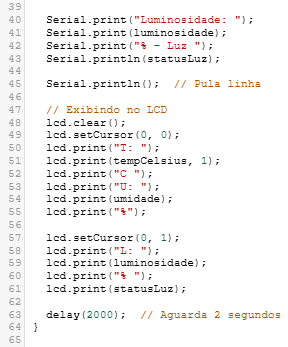 39
40 Serial.print("Luminosidade: ");
41 Serial.print(luminosidade);
42 Serial.print("% - Luz ");
43 Serial.println(statusLuz);
44
45 Serial.println(); // Pula linha
46
47 // Exibindo no LCD
48 lcd.clear();
49 lcd.setCursor(0, 0);
50 lcd.print("T: ");
51 lcd.print(tempCelsius, 1);
52 lcd.print("C ");
53 lcd.print("U: ");
54 lcd.print(umidade);
55 lcd.print("%");
56
57 lcd.setCursor(0, 1);
58 lcd.print("L: ");
59 lcd.print(luminosidade);
60 lcd.print("% ");
61 lcd.print(statusLuz);
62
63 delay(2000); // Aguarda 2 segundos
64 }
65